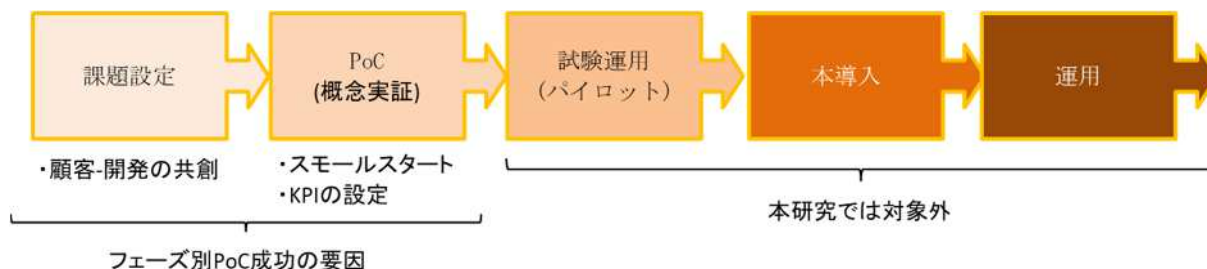 課題設定
PoC
(概念実証)
試験運用
（パイロット）
本導入
運用
・顧客-開発の共創
・スモールスタート
・KPIの設定
本研究では対象外
フェーズ別PoC成功の要因